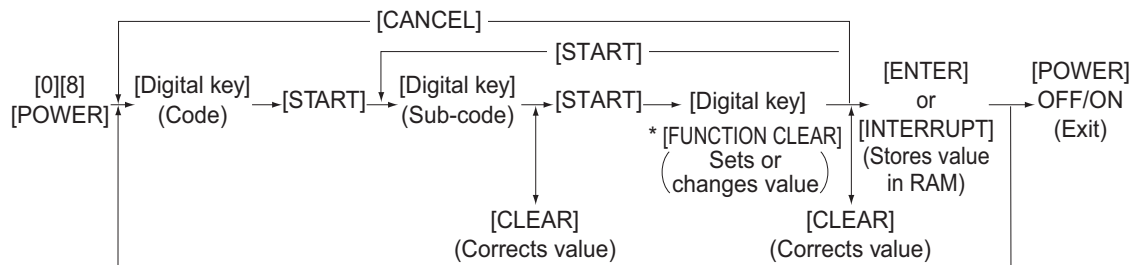 [CANCEL]
[START]
[0][8]
[POWER]
[Digital key]
(Code)
[START]
[Digital key]
(Sub-code)
[START]
[Digital key]
* [FUNCTION CLEAR]
(Sets or
changes value)
[ENTER]
or
[INTERRUPT]
(Stores value
in RAM)
[POWER]
OFF/ON
(Exit)
[CLEAR]
(Corrects value)
[CLEAR]
(Corrects value)